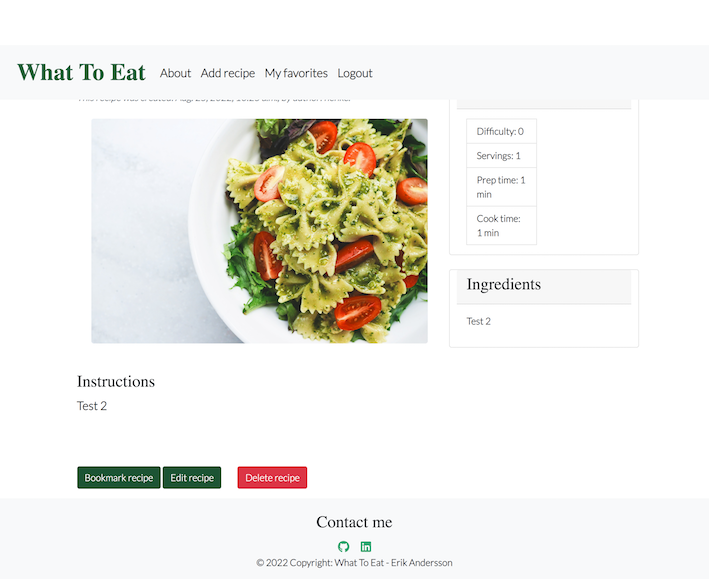 What To Eat
About Add recipe My favorites Logout
Difficulty: 0
Servings: 1
Prep time: 1
min
Cook time:
1 min
Ingredients
Test 2
Instructions
Test 2
Bookmark recipe
Edit recipe
Delete recipe
Contact me
© 2022 Copyright: What To Eat - Erik Andersson